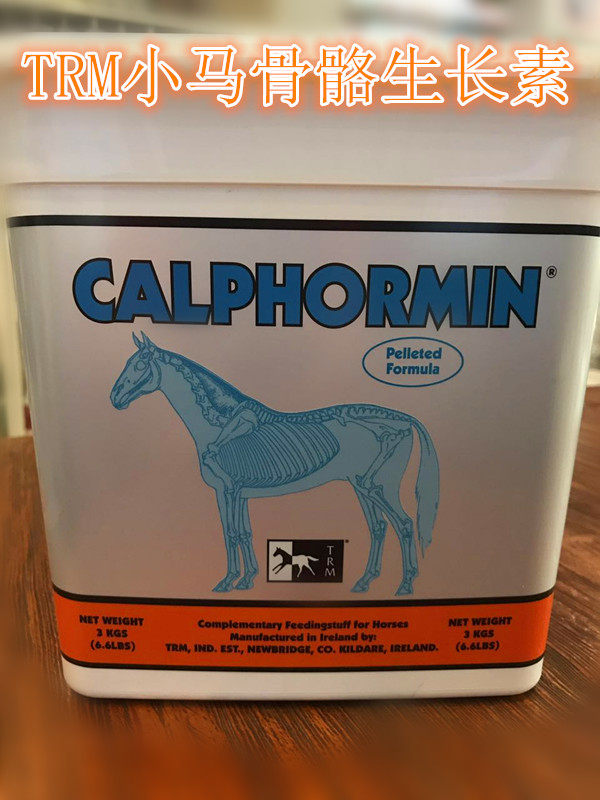 TRM小马骨骼生长素
CALPHORMIN®
Pelleted
Formula
TRM
NET WEIGHT
3 KGS
(6.6LBS)
Complementary Feedingstuff for Horses
Manufactured in Ireland by:
TRM, IND. EST., NEWBRIDGE, CO. KILDARE, IRELAND.
NET WEIGHT
3 KGS
(6.6LBS)